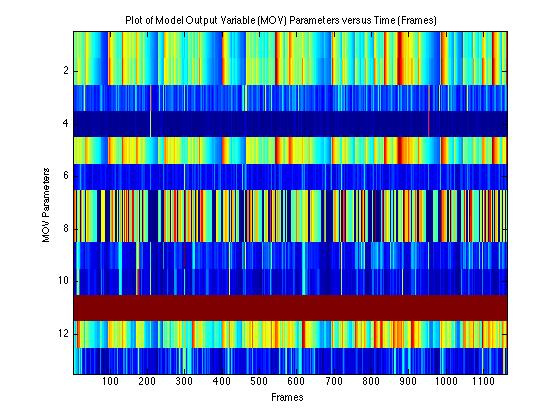 Plot of Model Output Variable (MOV) Parameters versus Time (Frames)
MOV Parameters
2
4
6
8
10
12
100 200 300 400 500 600 700 800 900 1000 1100
Frames